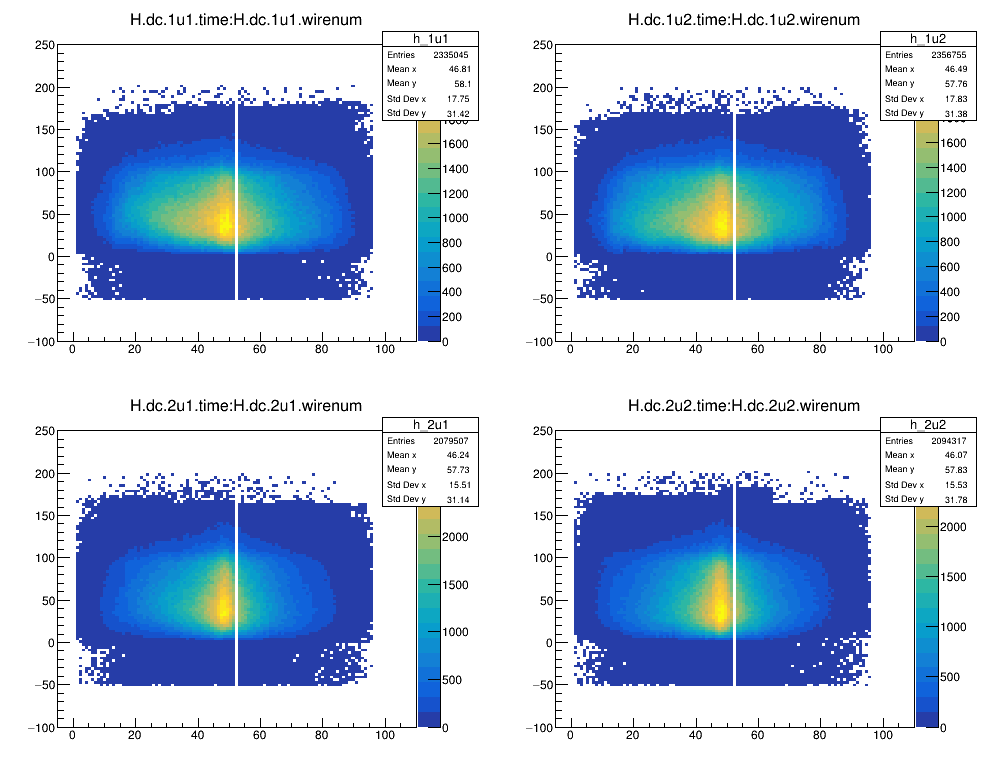 H.dc.1u1.time:H.dc.1u1.wirenum
h_1u1
Entries 2335045
Mean x 46.81
Mean y 58.1
Std Dev x 17.75
Std Dev y 31.42
250
200
150
100
50
0
−50
−100
0 20 40 60 80 100
1800
1600
1400
1200
1000
800
600
400
200
0
H.dc.1u2.time:H.dc.1u2.wirenum
h_1u2
Entries 2356755
Mean x 46.49
Mean y 57.76
Std Dev x 17.83
Std Dev y 31.38
250
200
150
100
50
0
−50
−100
0 20 40 60 80 100
1800
1600
1400
1200
1000
800
600
400
200
0
H.dc.2u1.time:H.dc.2u1.wirenum
h_2u1
Entries 2079507
Mean x 46.24
Mean y 57.73
Std Dev x 15.51
Std Dev y 31.14
250
200
150
100
50
0
−50
−100
0 20 40 60 80 100
2000
1500
1000
500
0
H.dc.2u2.time:H.dc.2u2.wirenum
h_2u2
Entries 2094317
Mean x 46.07
Mean y 57.83
Std Dev x 15.53
Std Dev y 31.78
250
200
150
100
50
0
−50
−100
0 20 40 60 80 100
2000
1500
1000
500
0